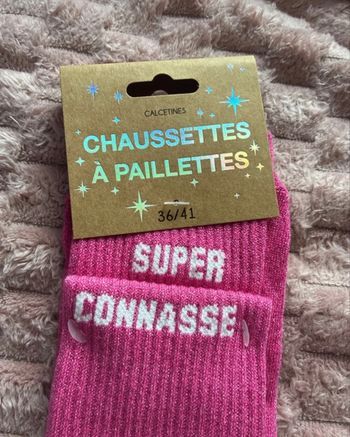 CALCETINES
CHAUSSETTES
À PAILLETTES
36/41
SUPER
CONNASSE